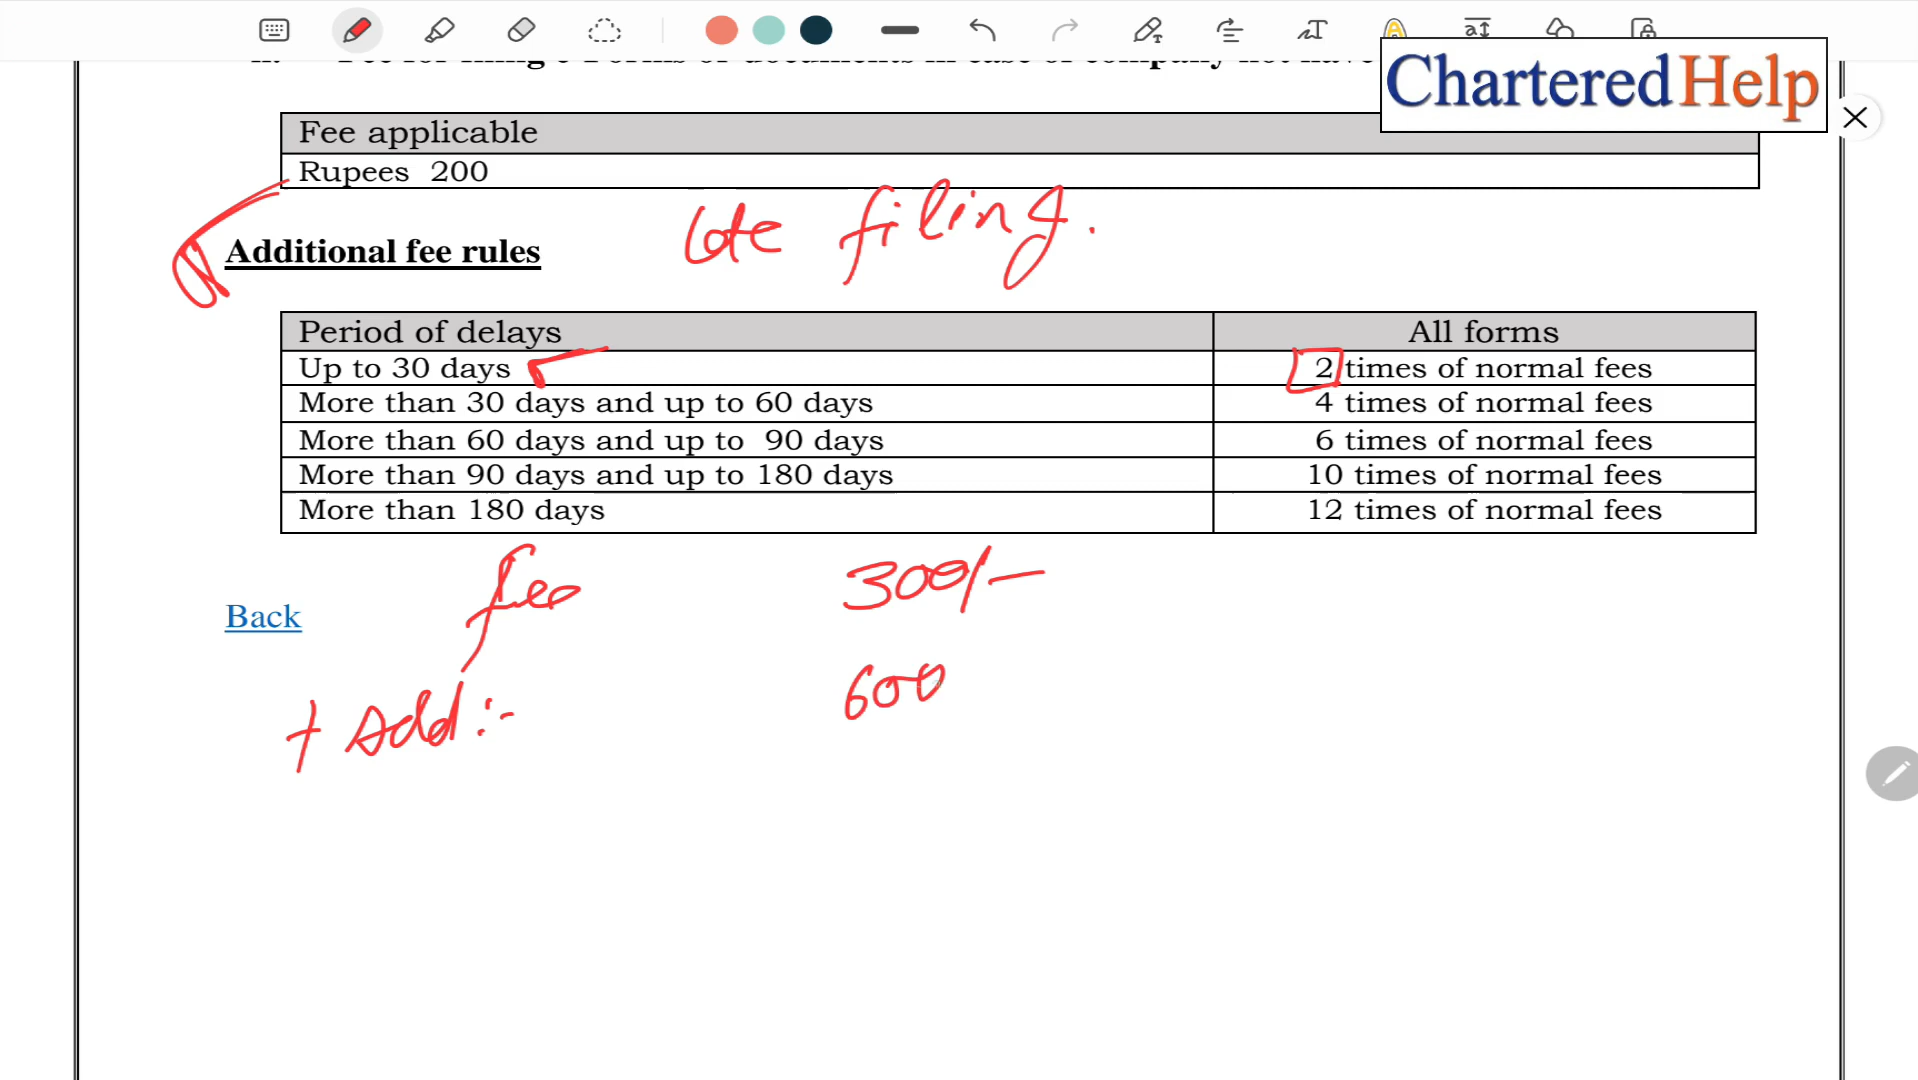 CharteredHelp
Fee applicable
Rupees 200
late filing.
Additional fee rules
Period of delays All forms
Up to 30 days 2 times of normal fees
More than 30 days and up to 60 days 4 times of normal fees
More than 60 days and up to 90 days 6 times of normal fees
More than 90 days and up to 180 days 10 times of normal fees
More than 180 days 12 times of normal fees
fee 300/-
Back
+ Add :- 600